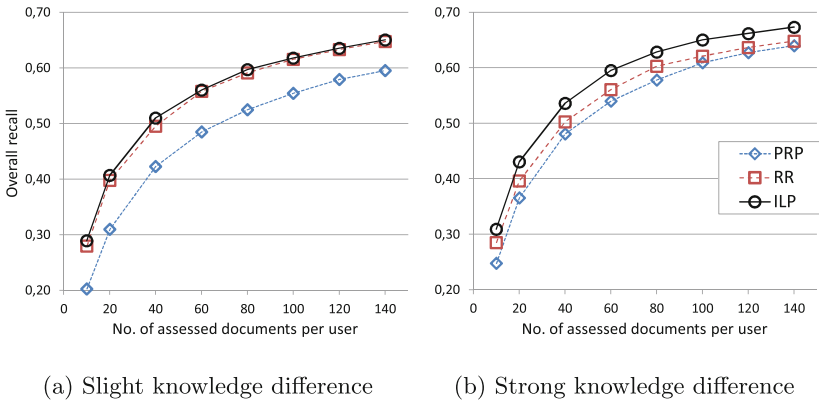 0,70
0,60
0,50
0,40
0,30
0,20
Overall recall
0 20 40 60 80 100 120 140
No. of assessed documents per user
(a) Slight knowledge difference
0,70
0,60
0,50
0,40
0,30
0,20
PRP
RR
ILP
0 20 40 60 80 100 120 140
No. of assessed documents per user
(b) Strong knowledge difference